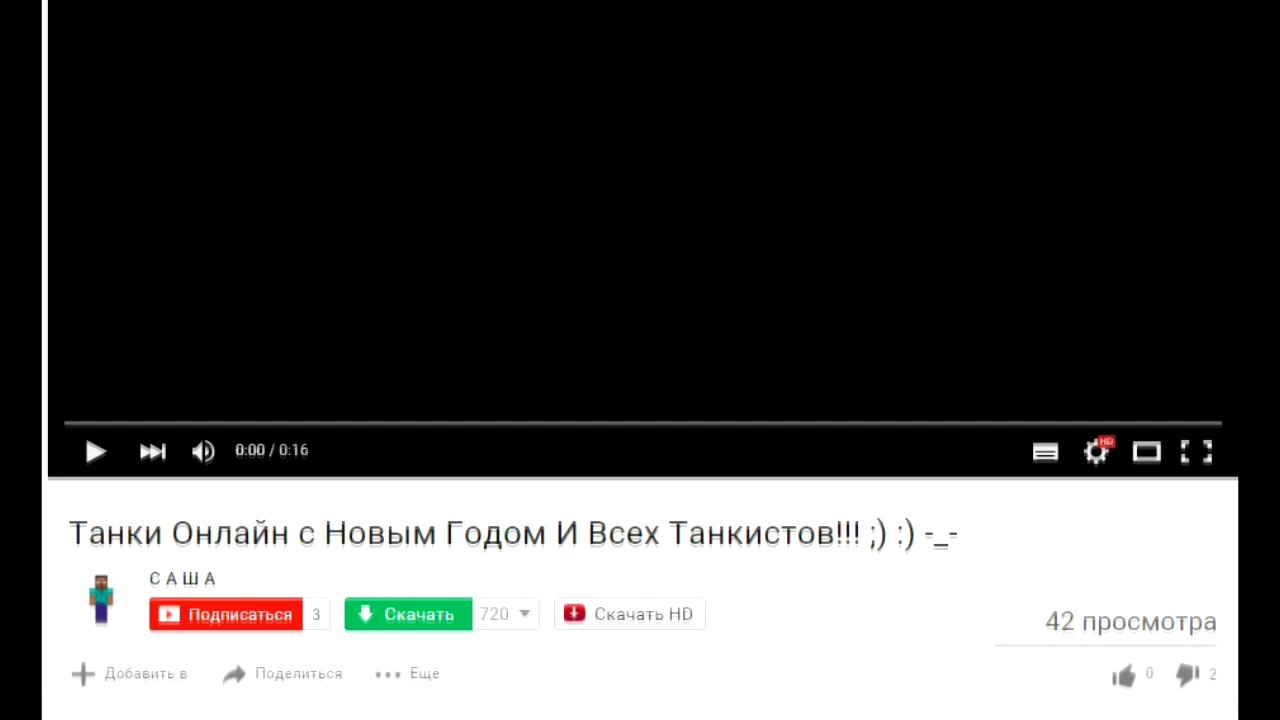 0:00 / 0:16
HD
Танки Онлайн с Новым Годом И Всех Танкистов!!! ;) :) -_-
С А Ш А
Подписаться 3 Скачать 720 Скачать HD
42 просмотра
Добавить в Поделиться Ещё
0 2